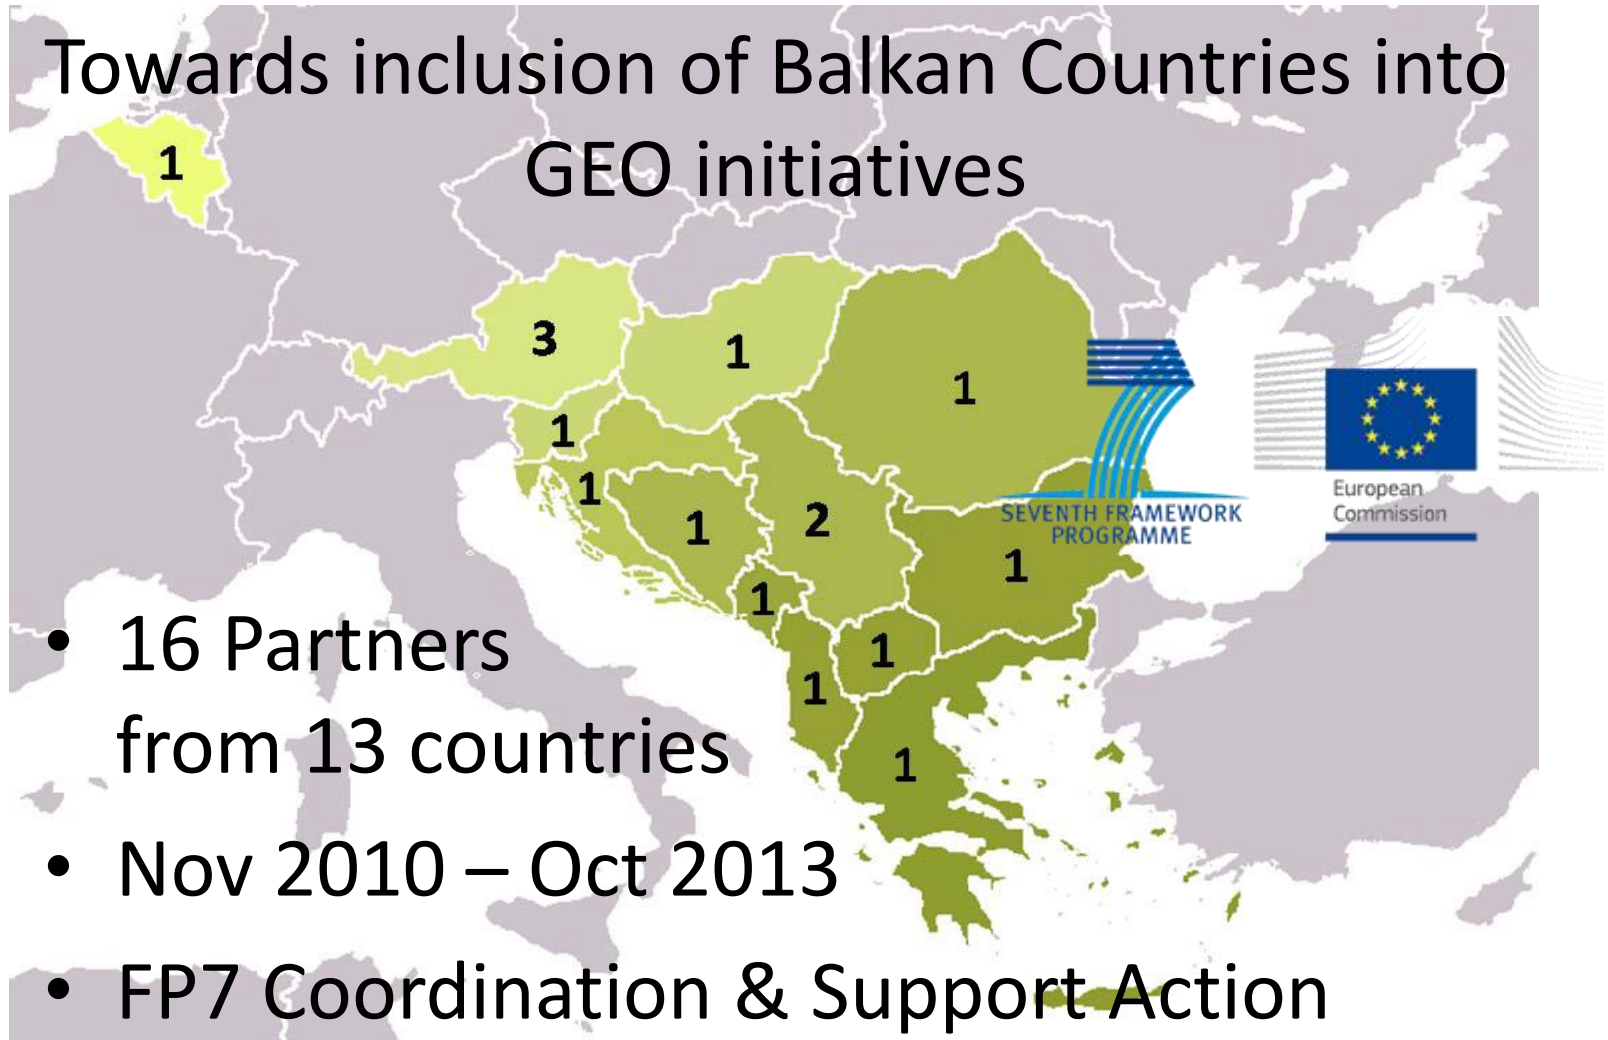 Towards inclusion of Balkan Countries into
GEO initiatives
1
3
1
1
1
1
1
2
SEVENTH FRAMEWORK
PROGRAMME
European
Commission
1
1
1
1
1
• 16 Partners
from 13 countries
• Nov 2010 – Oct 2013
• FP7 Coordination & Support Action